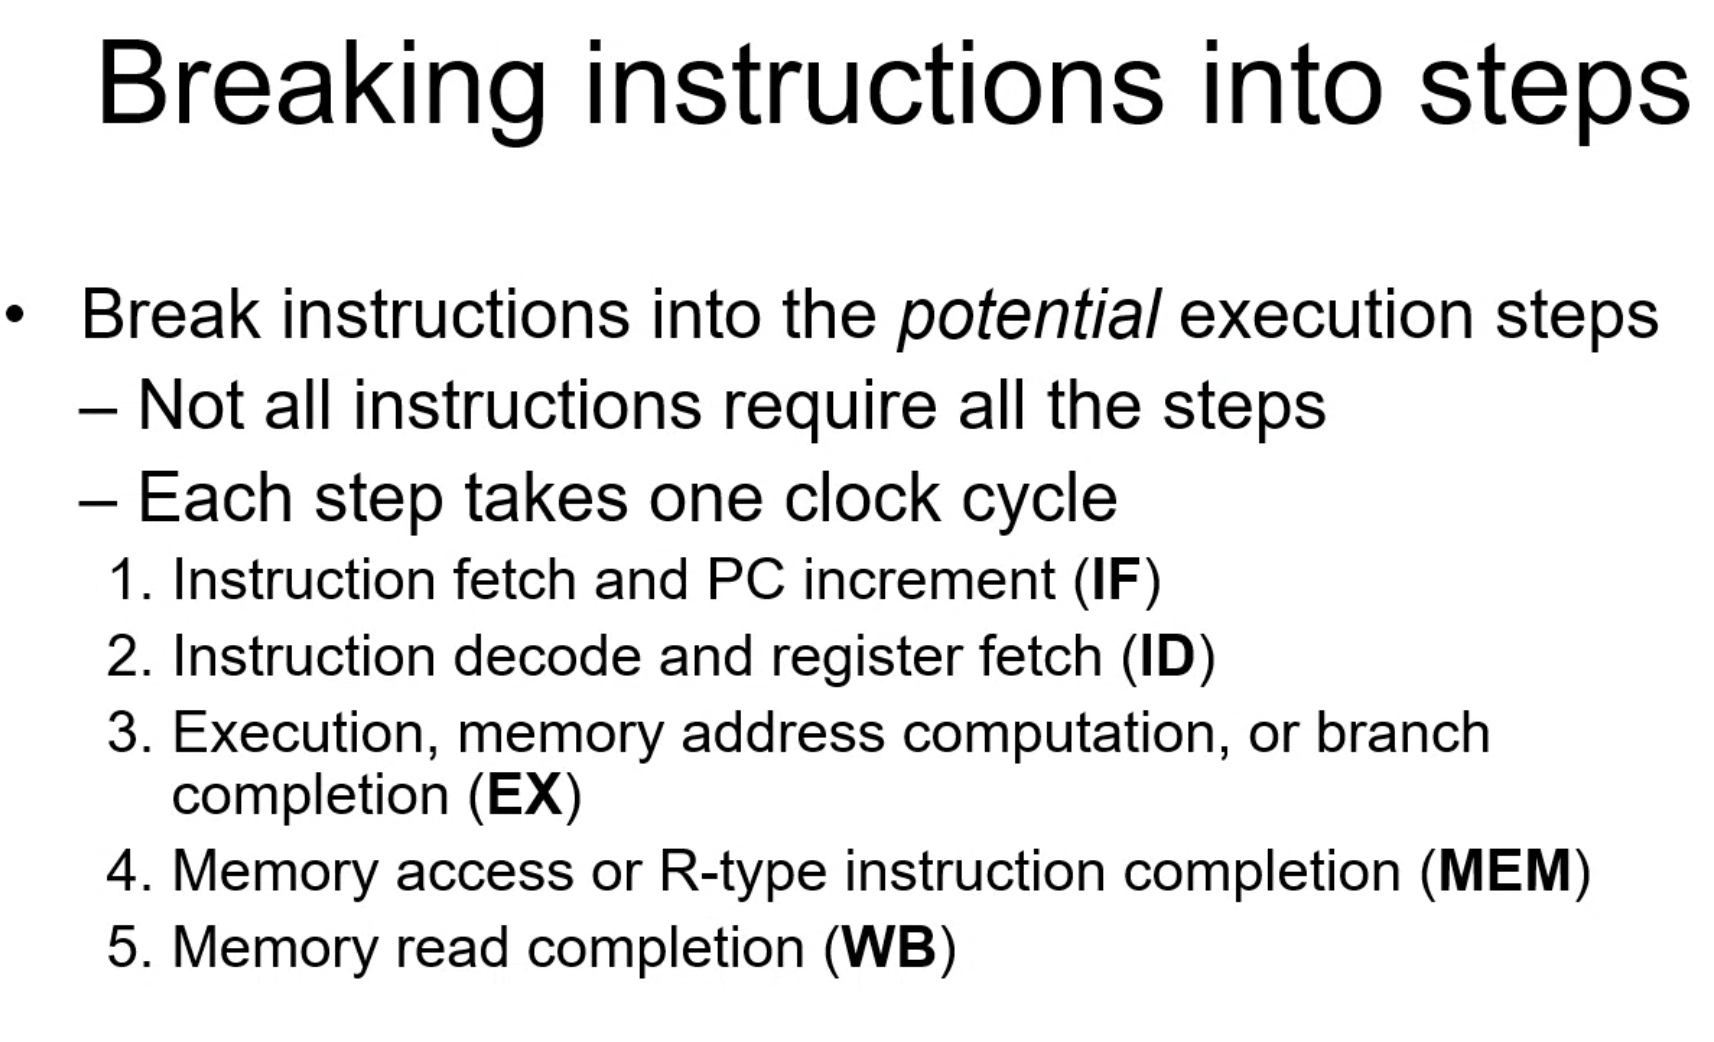 Breaking instructions into steps
• Break instructions into the potential execution steps
– Not all instructions require all the steps
– Each step takes one clock cycle
1. Instruction fetch and PC increment (IF)
2. Instruction decode and register fetch (ID)
3. Execution, memory address computation, or branch
completion (EX)
4. Memory access or R-type instruction completion (MEM)
5. Memory read completion (WB)